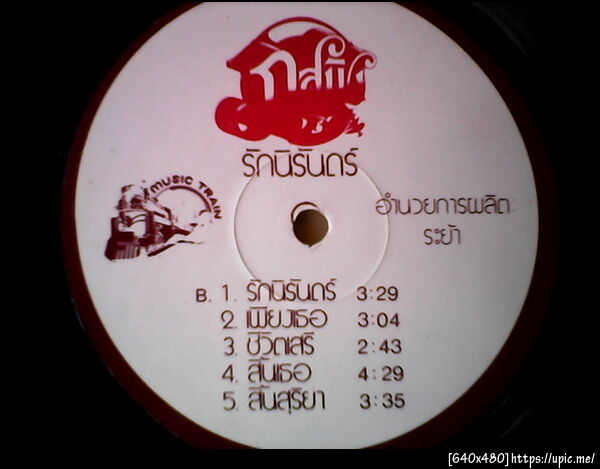 รักนิรันดร์
MUSIC TRAIN
อำนวยการผลิต
ระย้า
B. 1. รักนิรันดร์ 3:29
2. เพียงเธอ 3:04
3. ชีวิตเสรี 2:43
4. สิ้นเธอ 4:29
5. สิ้นสุริยา 3:35
[640x480]https://upic.me/